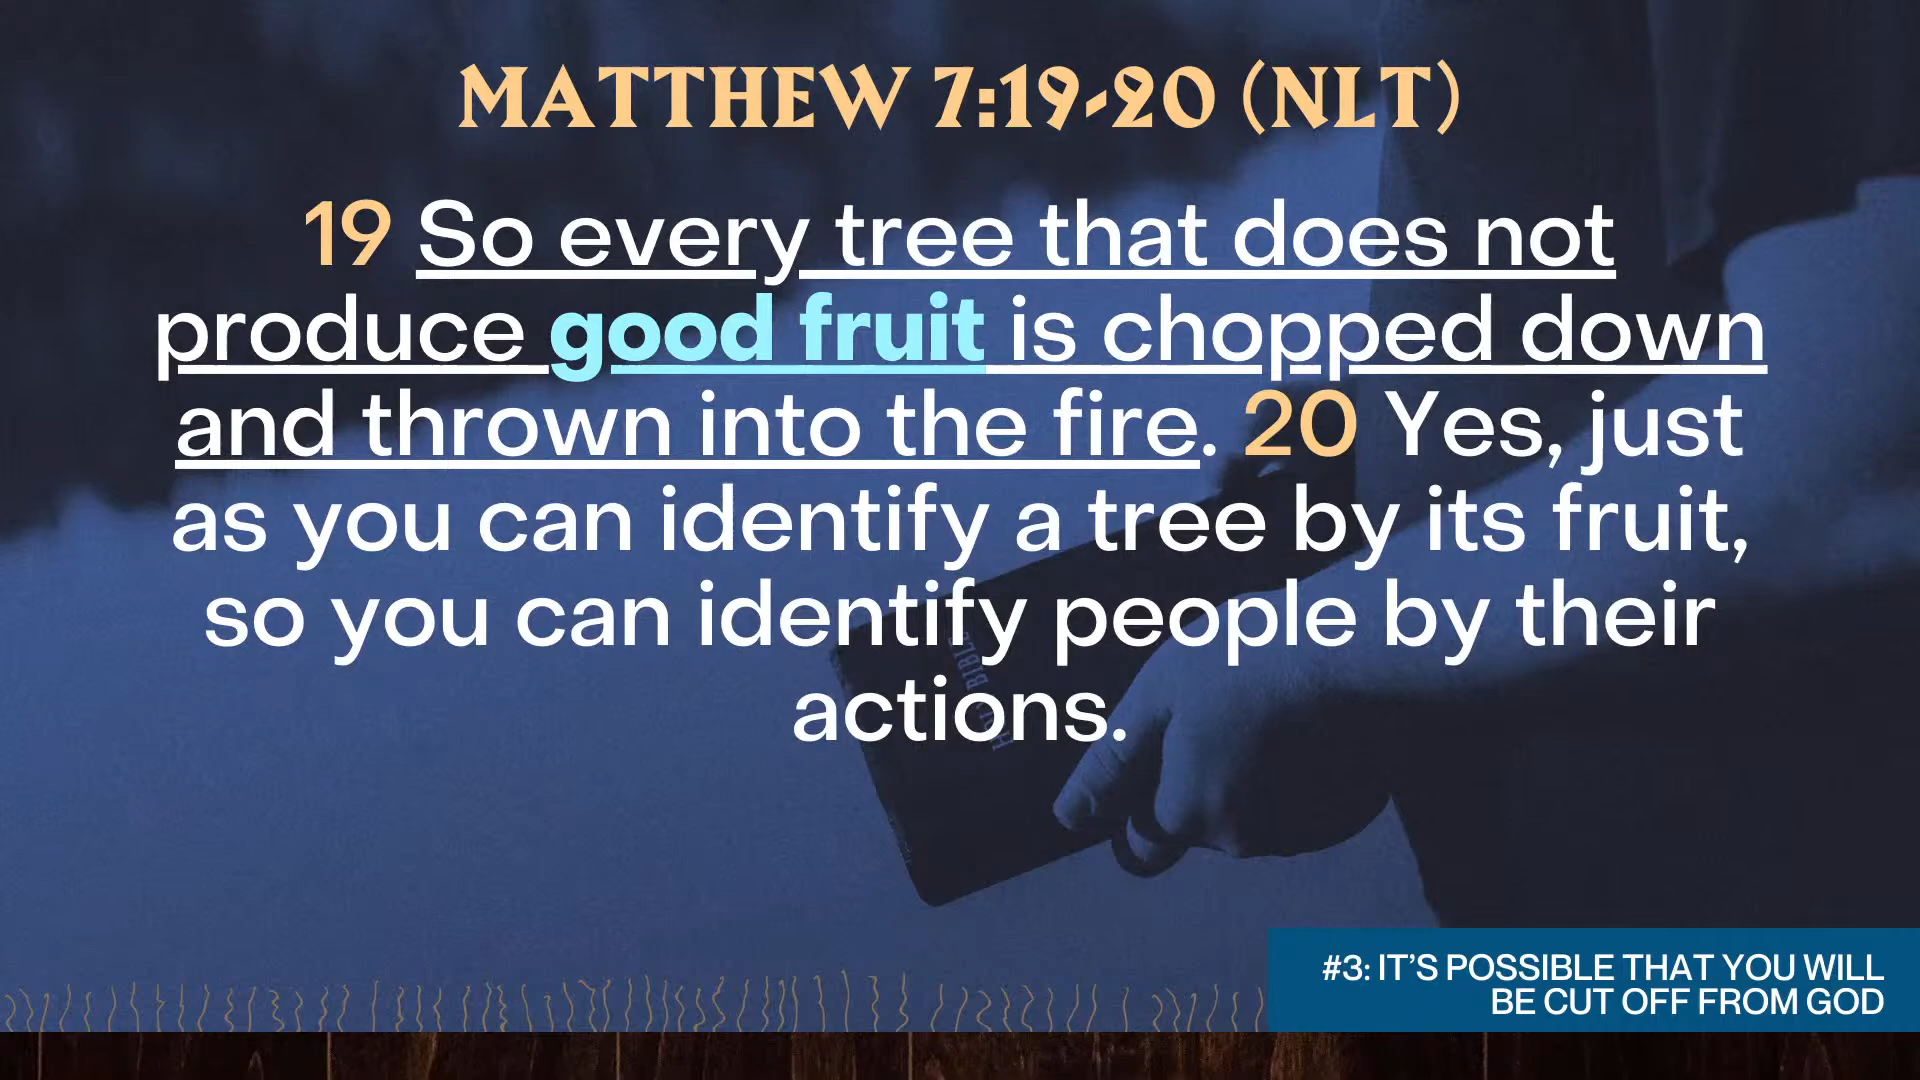 MATTHEW 7:19-20 (NLT)
19 So every tree that does not
produce good fruit is chopped down
and thrown into the fire. 20 Yes, just
as you can identify a tree by its fruit,
so you can identify people by their
actions.
BIBLE
#3: IT'S POSSIBLE THAT YOU WILL
BE CUT OFF FROM GOD